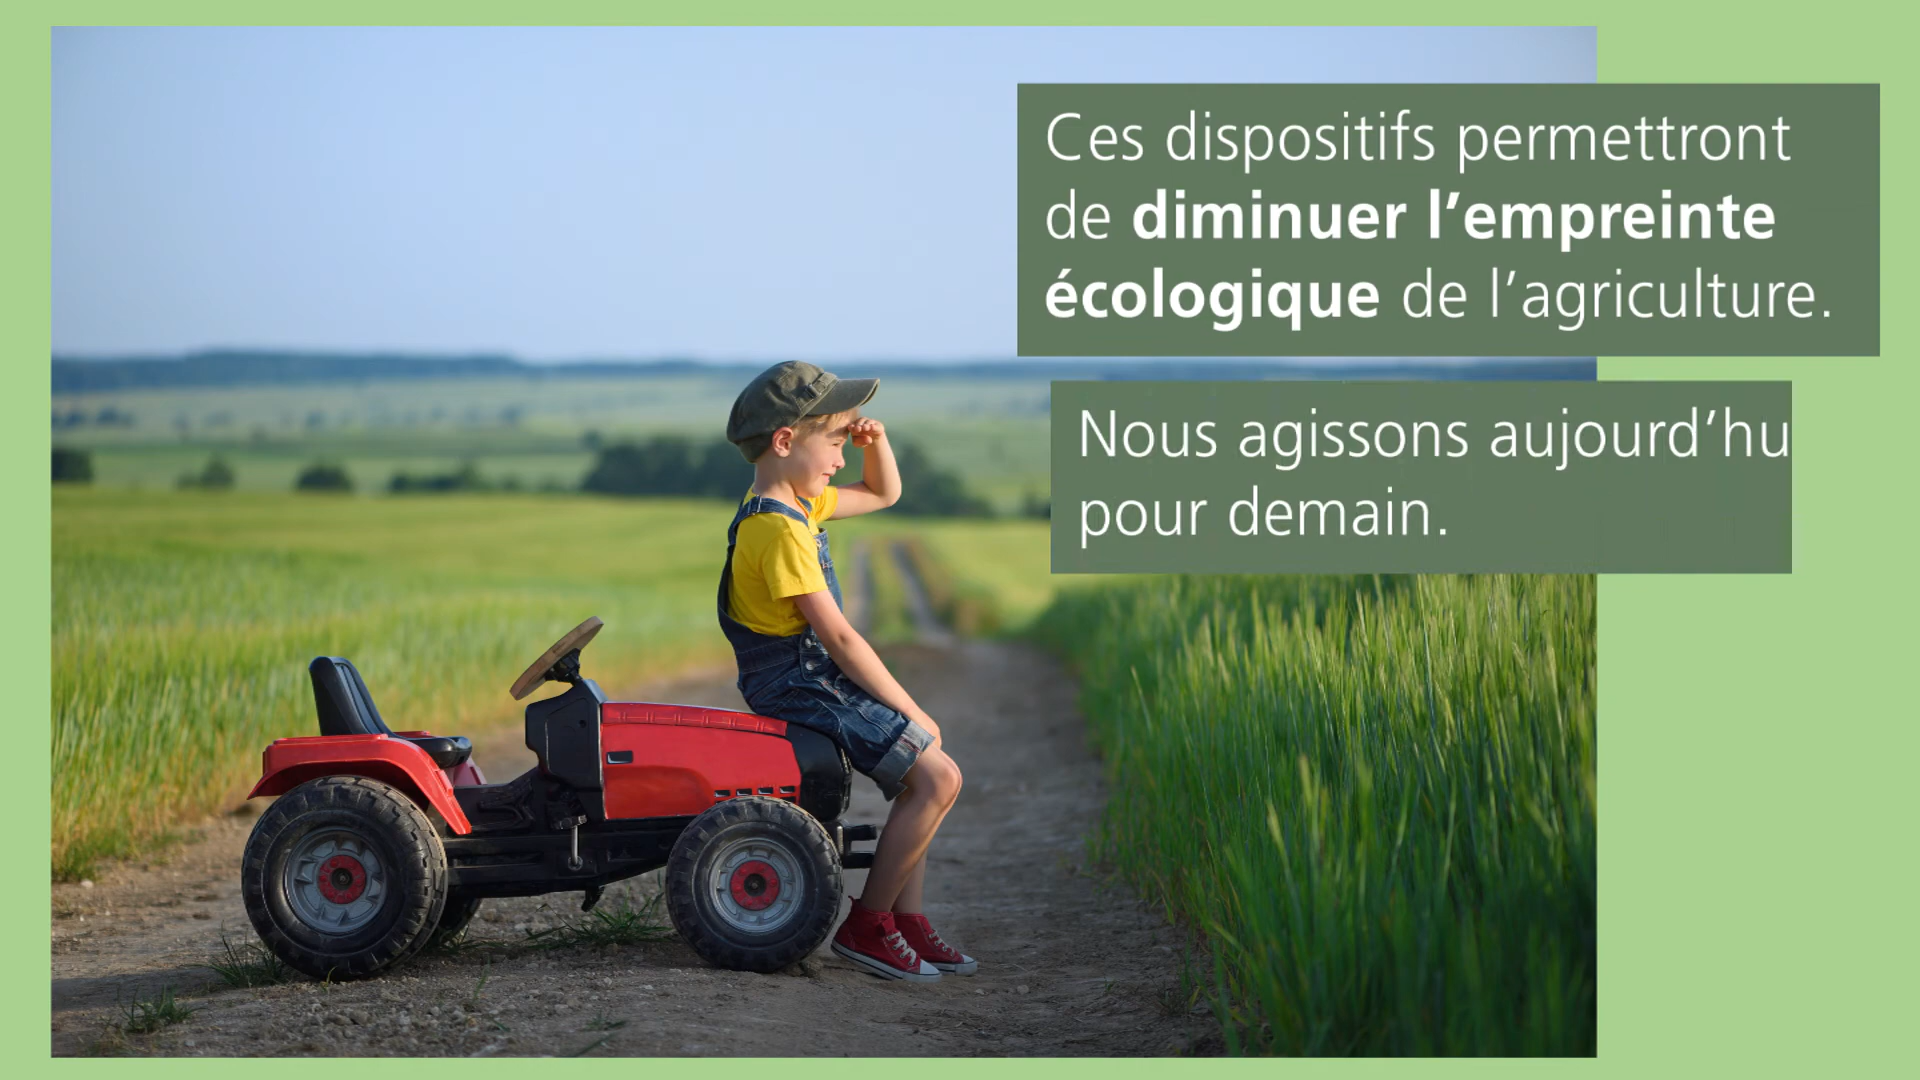 Ces dispositifs permettront
de diminuer l’empreinte
écologique de l’agriculture.
Nous agissons aujourd’hu
pour demain.